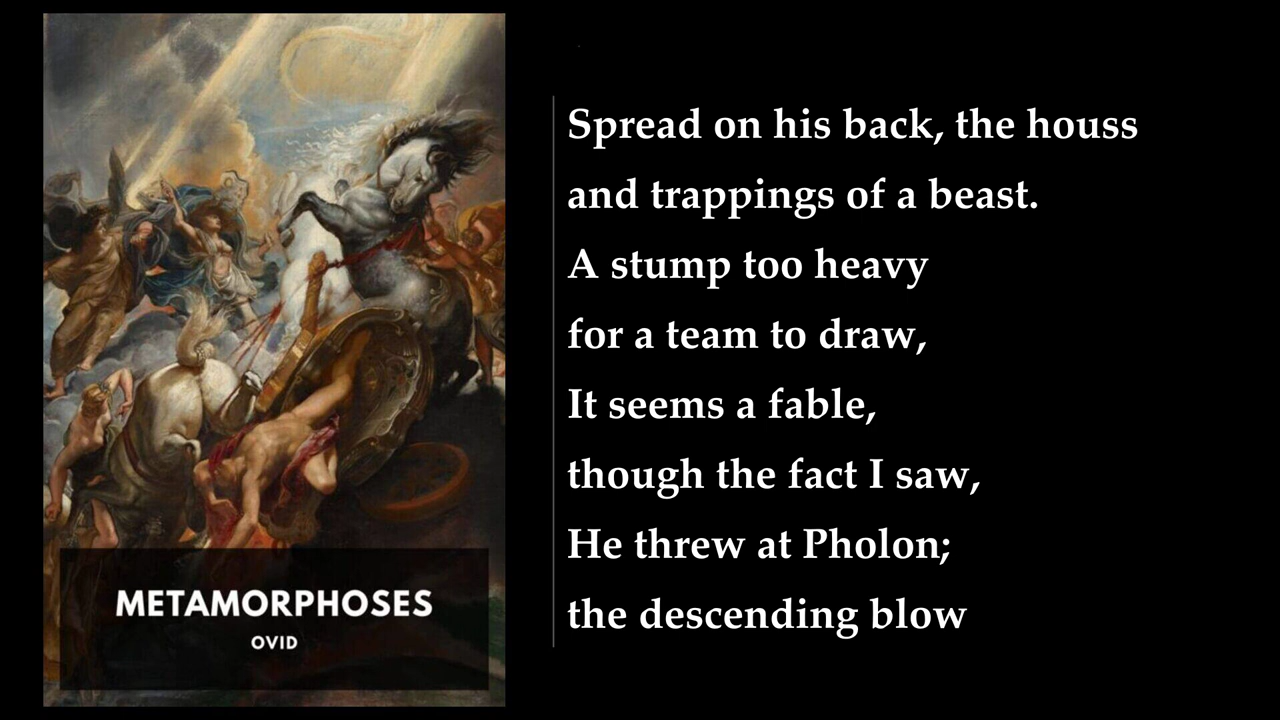 METAMORPHOSES
OVID
Spread on his back, the houss
and trappings of a beast.
A stump too heavy
for a team to draw,
It seems a fable,
though the fact I saw,
He threw at Pholon;
the descending blow